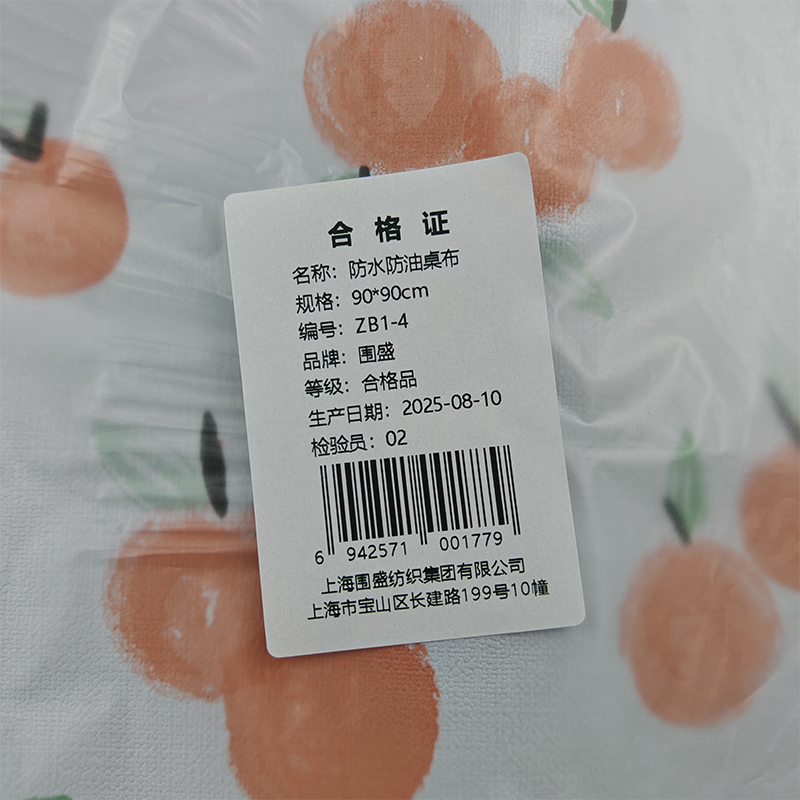 合格证
名称：防水防油桌布
规格：90*90cm
编号：ZB1-4
品牌：围盛
等级：合格品
生产日期：2025-08-10
检验员：02
6 942571 001779
上海围盛纺织集团有限公司
上海市宝山区长建路199号10幢